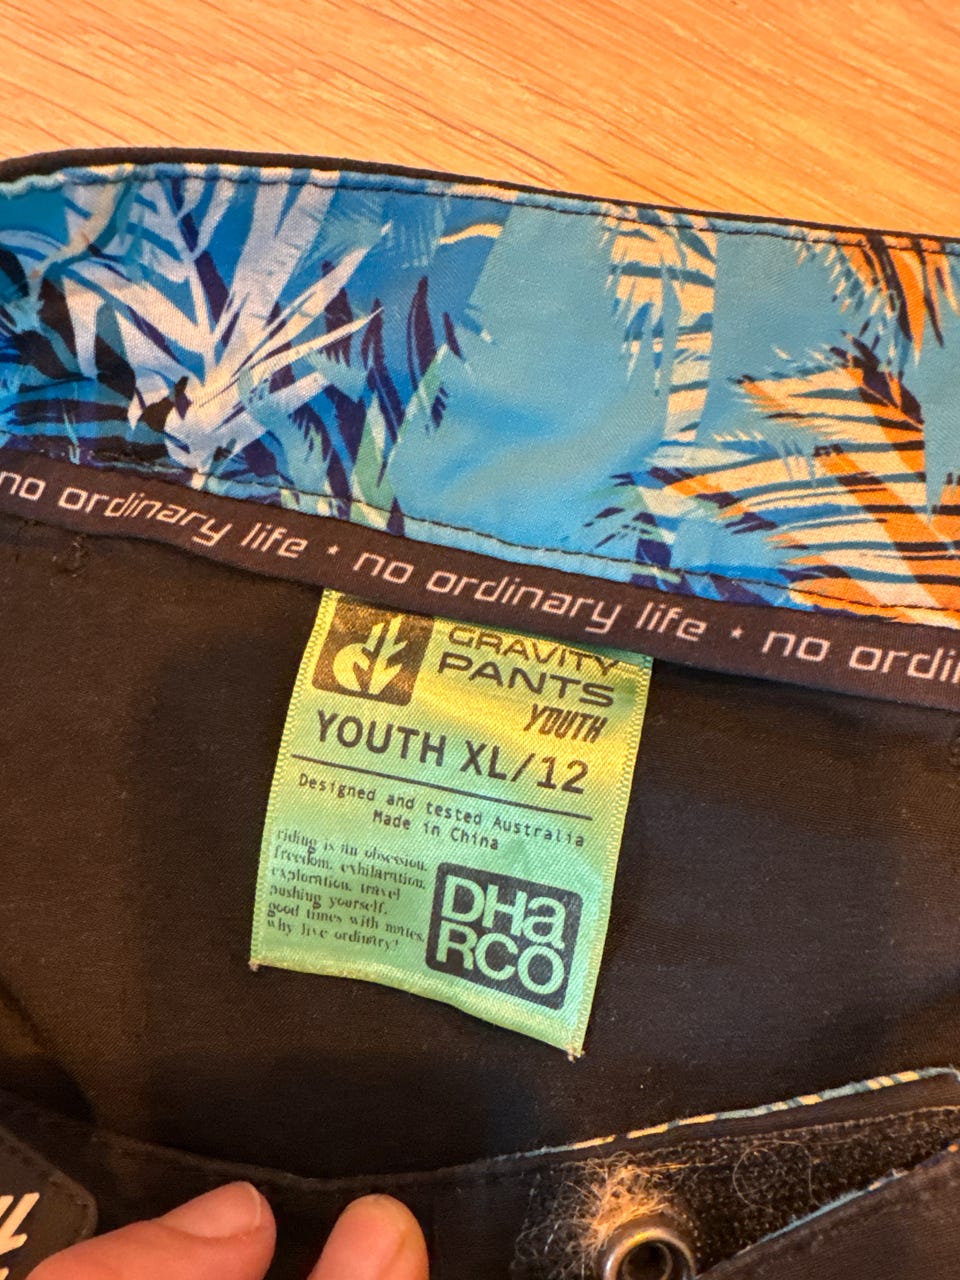 no ordinary life * no ordinary life * no ordi
GRAVITY
PANTS
YOUTH
YOUTH XL/12
Designed and tested Australia
Made in China
riding is an obsession.
freedom. exhilaration.
exploration. travel
pushing yourself.
good times with mates.
why live ordinary?
DHa
RCO